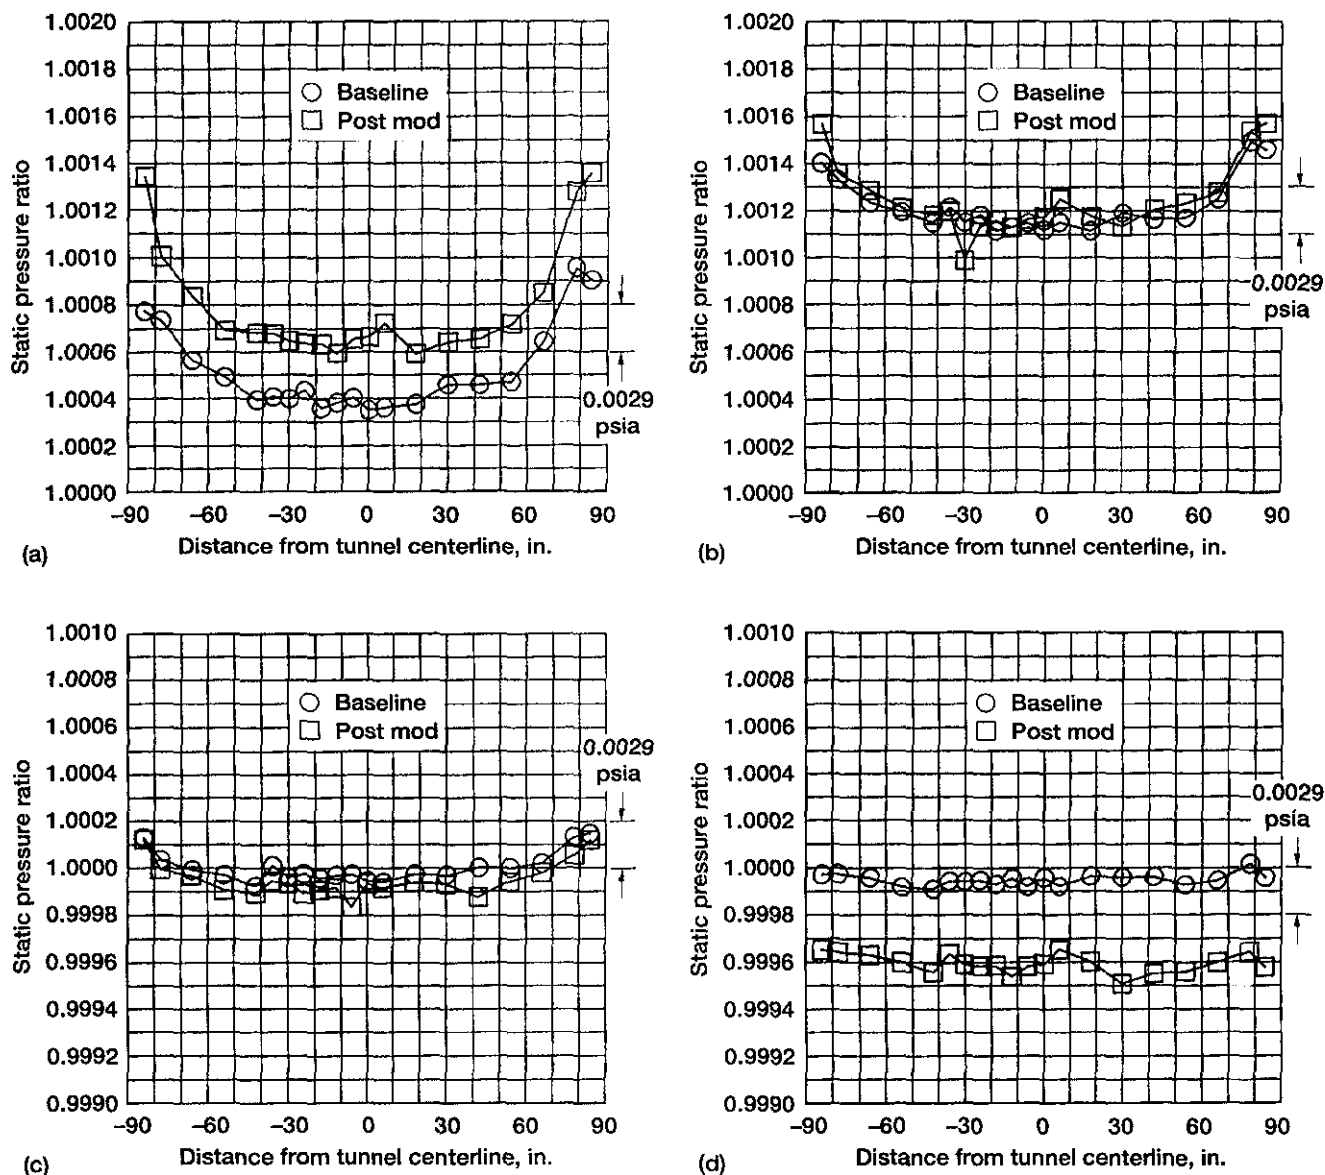 1.0020
1.0018
1.0016
1.0014
1.0012
1.0010
1.0008
1.0006
1.0004
1.0002
1.0000
Static pressure ratio
Baseline
Post mod
0.0029
psia
–90 –60 –30 0 30 60 90
(a) Distance from tunnel centerline, in.
1.0020
1.0018
1.0016
1.0014
1.0012
1.0010
1.0008
1.0006
1.0004
1.0002
1.0000
Static pressure ratio
Baseline
Post mod
0.0029
psia
–90 –60 –30 0 30 60 90
(b) Distance from tunnel centerline, in.
1.0010
1.0008
1.0006
1.0004
1.0002
1.0000
0.9998
0.9996
0.9994
0.9992
0.9990
Static pressure ratio
Baseline
Post mod
0.0029
psia
–90 –60 –30 0 30 60 90
(c) Distance from tunnel centerline, in.
1.0010
1.0008
1.0006
1.0004
1.0002
1.0000
0.9998
0.9996
0.9994
0.9992
0.9990
Static pressure ratio
Baseline
Post mod
0.0029
psia
–90 –60 –30 0 30 60 90
(d) Distance from tunnel centerline, in.